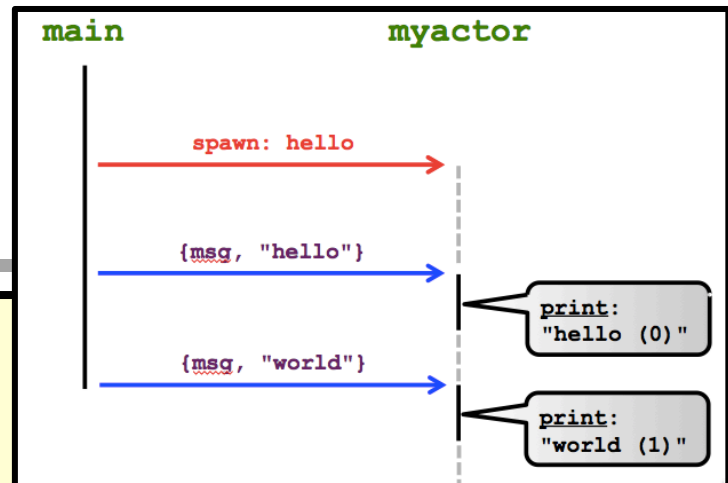 main myactor
spawn: hello
{msg, "hello"}
print:
"hello (0)"
{msg, "world"}
print:
"world (1)"